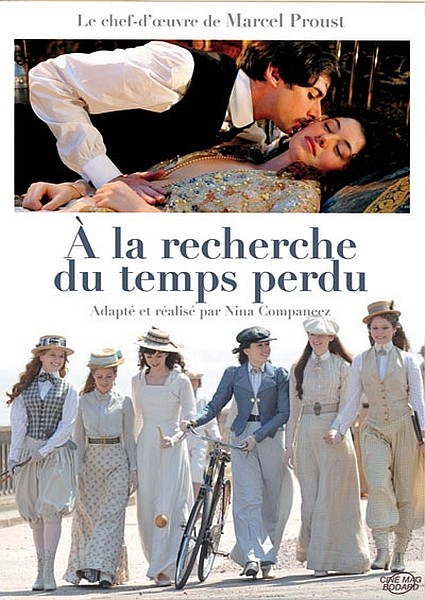 Le chef-d'œuvre de Marcel Proust
À la recherche
du temps perdu
Adapté et réalisé par Nina Companeez
CINE MAG
BODARD